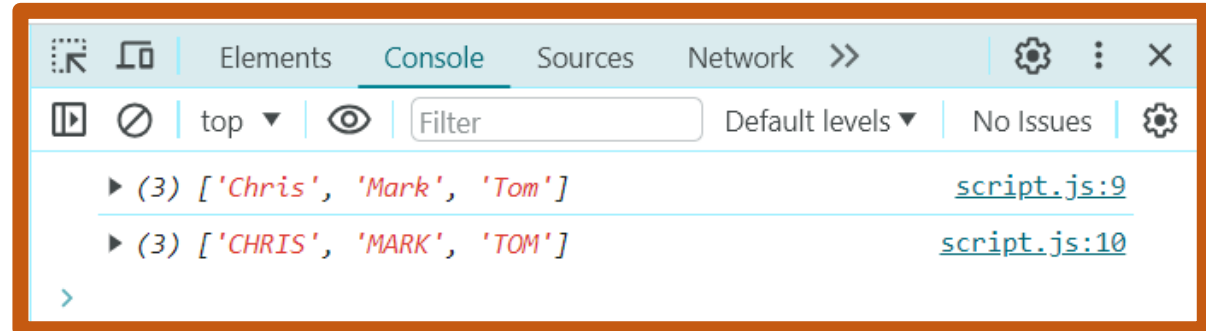 Elements Console Sources Network
top Filter Default levels No Issues
(3) ['Chris', 'Mark', 'Tom'] script.js:9
(3) ['CHRIS', 'MARK', 'TOM'] script.js:10